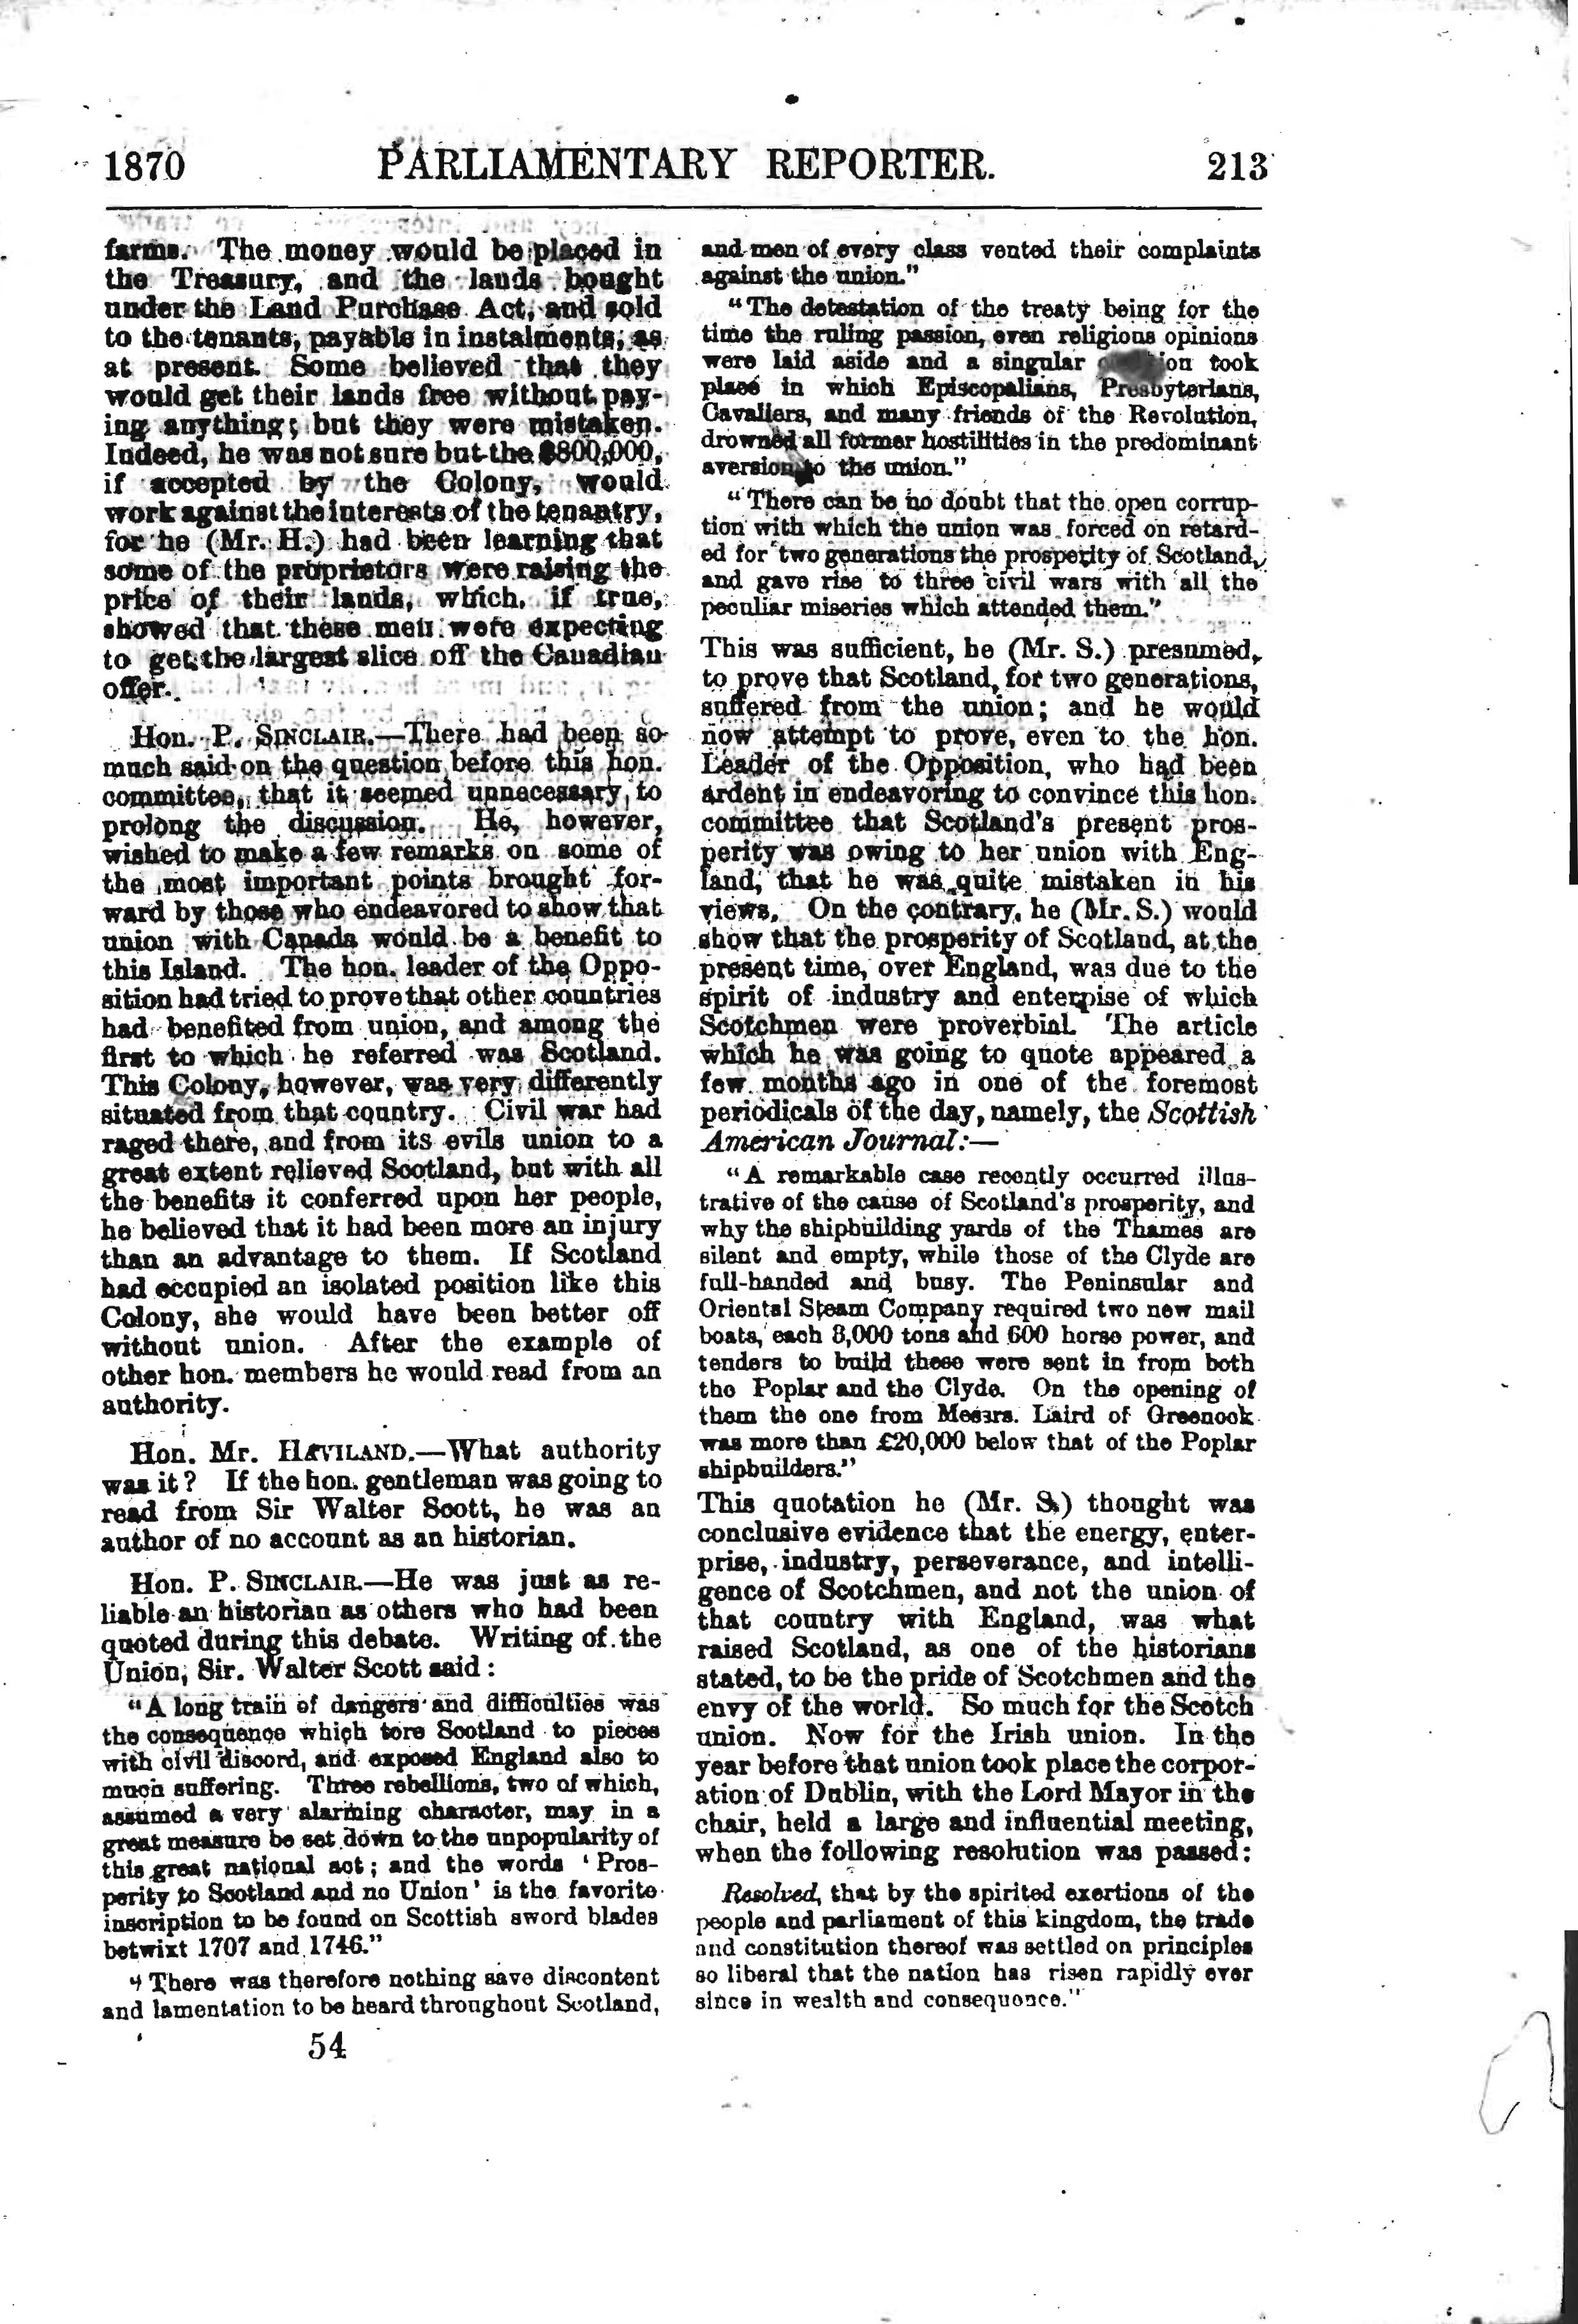 1870 PARLIAMENTARY REPORTER. 213
farms. The money would be placed in
the Treasury, and the lands bought
under the Land Purchase Act, and sold
to the tenants, payable in instalments, as
at present. Some believed that they
would get their lands free without pay-
ing anything; but they were mistaken.
Indeed, he was not sure but the $800,000,
if accepted by the Colony, would
work against the interests of the tenantry,
for he (Mr. H.) had been learning that
some of the proprietors were raising the
price of their lands, which, if true,
showed that these men were expecting
to get the largest slice off the Canadian
offer.
Hon. P. SINCLAIR.—There had been so
much said on the question before this hon.
committee, that it seemed unnecessary to
prolong the discussion. He, however,
wished to make a few remarks on some of
the most important points brought for-
ward by those who endeavored to show that
union with Canada would be a benefit to
this Island. The hon. leader of the Oppo-
sition had tried to prove that other countries
had benefited from union, and among the
first to which he referred was Scotland.
This Colony, however, was very differently
situated from that country. Civil war had
raged there, and from its evils union to a
great extent relieved Scotland, but with all
the benefits it conferred upon her people,
he believed that it had been more an injury
than an advantage to them. If Scotland
had occupied an isolated position like this
Colony, she would have been better off
without union. After the example of
other hon. members he would read from an
authority.
Hon. Mr. HAVILAND.—What authority
was it? If the hon. gentleman was going to
read from Sir Walter Scott, he was an
author of no account as an historian.
Hon. P. SINCLAIR.—He was just as re-
liable an historian as others who had been
quoted during this debate. Writing of the
Union, Sir. Walter Scott said:
"A long train of dangers and difficulties was
the consequence which tore Scotland to pieces
with civil discord, and exposed England also to
much suffering. Three rebellions, two of which,
assumed a very alarming character, may in a
great measure be set down to the unpopularity of
this great national act; and the words 'Pros-
perity to Scotland and no Union' is the favorite
inscription to be found on Scottish sword blades
betwixt 1707 and 1746."
"There was therefore nothing save discontent
and lamentation to be heard throughout Scotland,
54
and men of every class vented their complaints
against the union."
"The detestation of the treaty being for the
time the ruling passion, even religious opinions
were laid aside and a singular took
place in which Episcopalians, Presbyterians,
Cavaliers, and many friends of the Revolution,
drowned all former hostilities in the predominant
aversion to the union."
"There can be no doubt that the open corrup-
tion with which the union was forced on retard-
ed for two generations the prosperity of Scotland,
and gave rise to three civil wars with all the
peculiar miseries which attended them."
This was sufficient, he (Mr. S.) presumed,
to prove that Scotland, for two generations,
suffered from the union; and he would
now attempt to prove, even to the hon.
Leader of the Opposition, who had been
ardent in endeavoring to convince this hon.
committee that Scotland's present pros-
perity was owing to her union with Eng-
land, that he was quite mistaken in his
views. On the contrary, he (Mr. S.) would
show that the prosperity of Scotland, at the
present time, over England, was due to the
spirit of industry and enterpise of which
Scotchmen were proverbial. The article
which he was going to quote appeared a
few months ago in one of the foremost
periodicals of the day, namely, the Scottish
American Journal:—
"A remarkable case recently occurred illus-
trative of the cause of Scotland's prosperity, and
why the shipbuilding yards of the Thames are
silent and empty, while those of the Clyde are
full-handed and busy. The Peninsular and
Oriental Steam Company required two new mail
boats, each 3,000 tons and 600 horse power, and
tenders to build these were sent in from both
the Poplar and the Clyde. On the opening of
them the one from Messrs. Laird of Greenock
was more than £20,000 below that of the Poplar
shipbuilders."
This quotation he (Mr. S.) thought was
conclusive evidence that the energy, enter-
prise, industry, perseverance, and intelli-
gence of Scotchmen, and not the union of
that country with England, was what
raised Scotland, as one of the historians
stated, to be the pride of Scotchmen and the
envy of the world. So much for the Scotch
union. Now for the Irish union. In the
year before that union took place the corpor-
ation of Dublin, with the Lord Mayor in the
chair, held a large and influential meeting,
when the following resolution was passed:
Resolved, that by the spirited exertions of the
people and parliament of this kingdom, the trade
and constitution thereof was settled on principles
so liberal that the nation has risen rapidly ever
since in wealth and consequence."